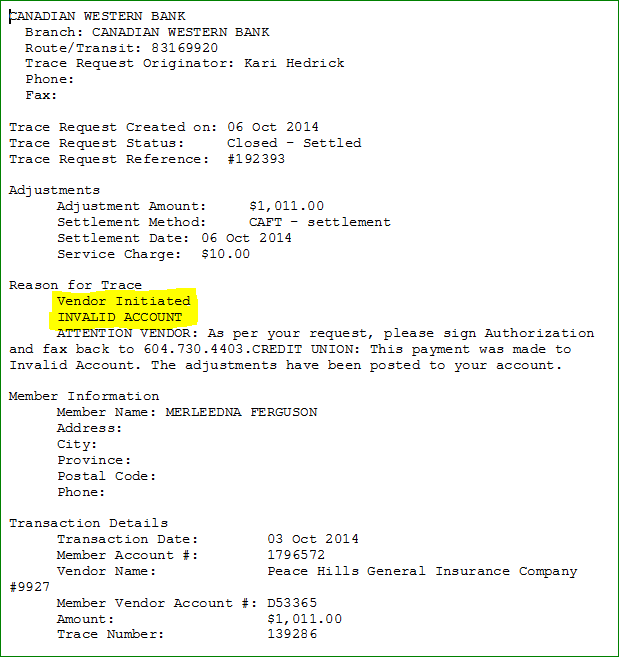 CANADIAN WESTERN BANK
Branch: CANADIAN WESTERN BANK
Route/Transit: 83169920
Trace Request Originator: Kari Hedrick
Phone:
Fax:
Trace Request Created on: 06 Oct 2014
Trace Request Status: Closed - Settled
Trace Request Reference: #192393
Adjustments
Adjustment Amount: $1,011.00
Settlement Method: CAFT - settlement
Settlement Date: 06 Oct 2014
Service Charge: $10.00
Reason for Trace
Vendor Initiated
INVALID ACCOUNT
ATTENTION VENDOR: As per your request, please sign Authorization
and fax back to 604.730.4403.CREDIT UNION: This payment was made to
Invalid Account. The adjustments have been posted to your account.
Member Information
Member Name: MERLEEDNA FERGUSON
Address:
City:
Province:
Postal Code:
Phone:
Transaction Details
Transaction Date: 03 Oct 2014
Member Account #: 1796572
Vendor Name: Peace Hills General Insurance Company
#9927
Member Vendor Account #: D53365
Amount: $1,011.00
Trace Number: 139286